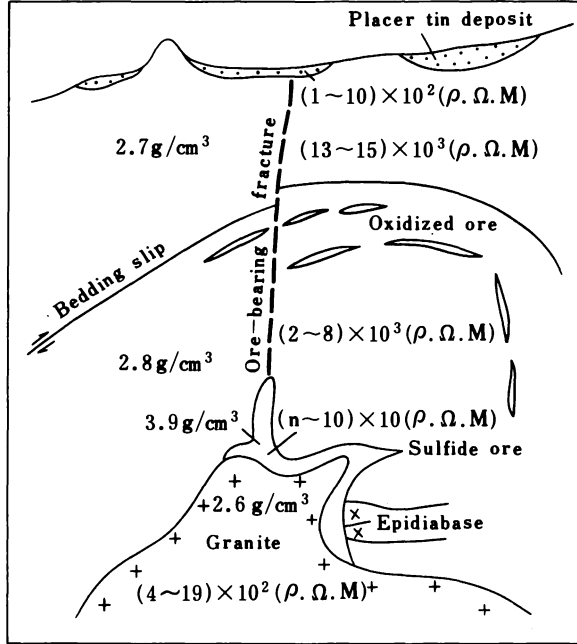 Placer tin deposit
(1~10)×10²(ρ.Ω.M)
2.7g/cm³
(13~15)×10³(ρ.Ω.M)
Ore-bearing fracture
Oxidized ore
Bedding slip
(2~8)×10³(ρ.Ω.M)
2.8g/cm³
3.9g/cm³
(n~10)×10(ρ.Ω.M)
Sulfide ore
2.6g/cm³
Epidiabase
Granite
(4~19)×10²(ρ.Ω.M)